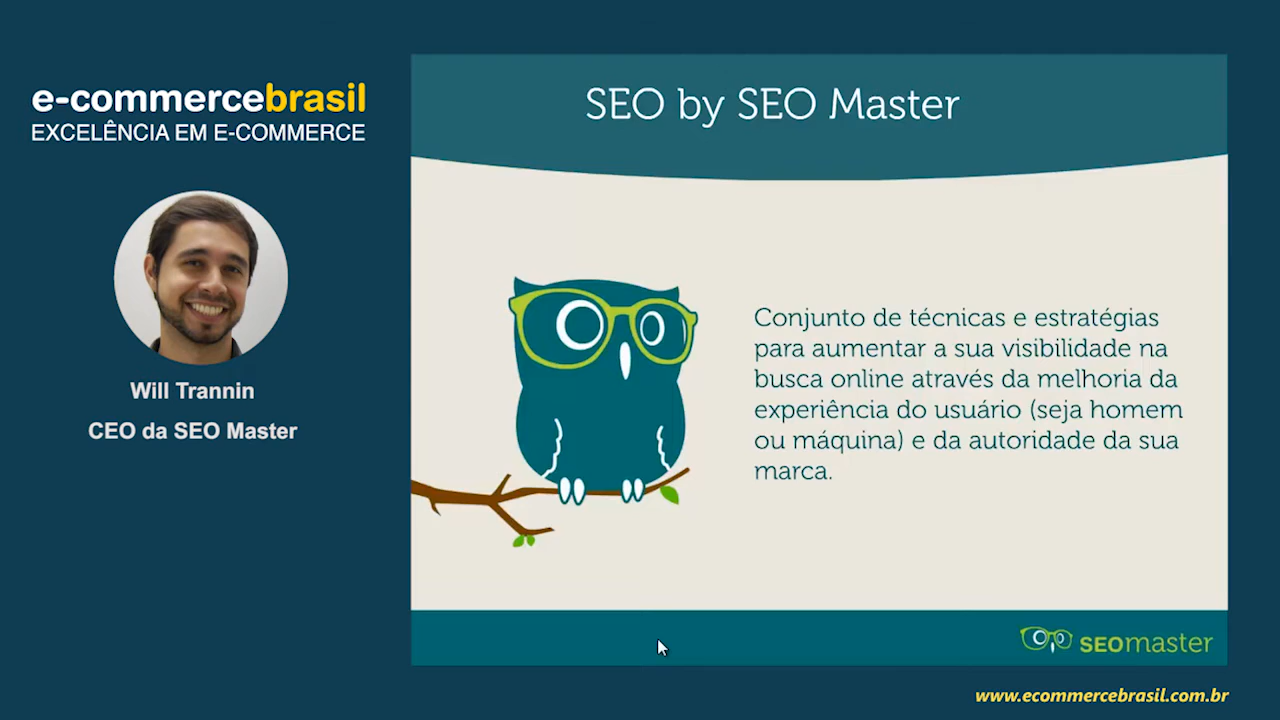 e-commercebrasil
EXCELÊNCIA EM E-COMMERCE
Will Trannin
CEO da SEO Master
SEO by SEO Master
Conjunto de técnicas e estratégias
para aumentar a sua visibilidade na
busca online através da melhoria da
experiência do usuário (seja homem
ou máquina) e da autoridade da sua
marca.
SEOmaster
www.ecommercebrasil.com.br